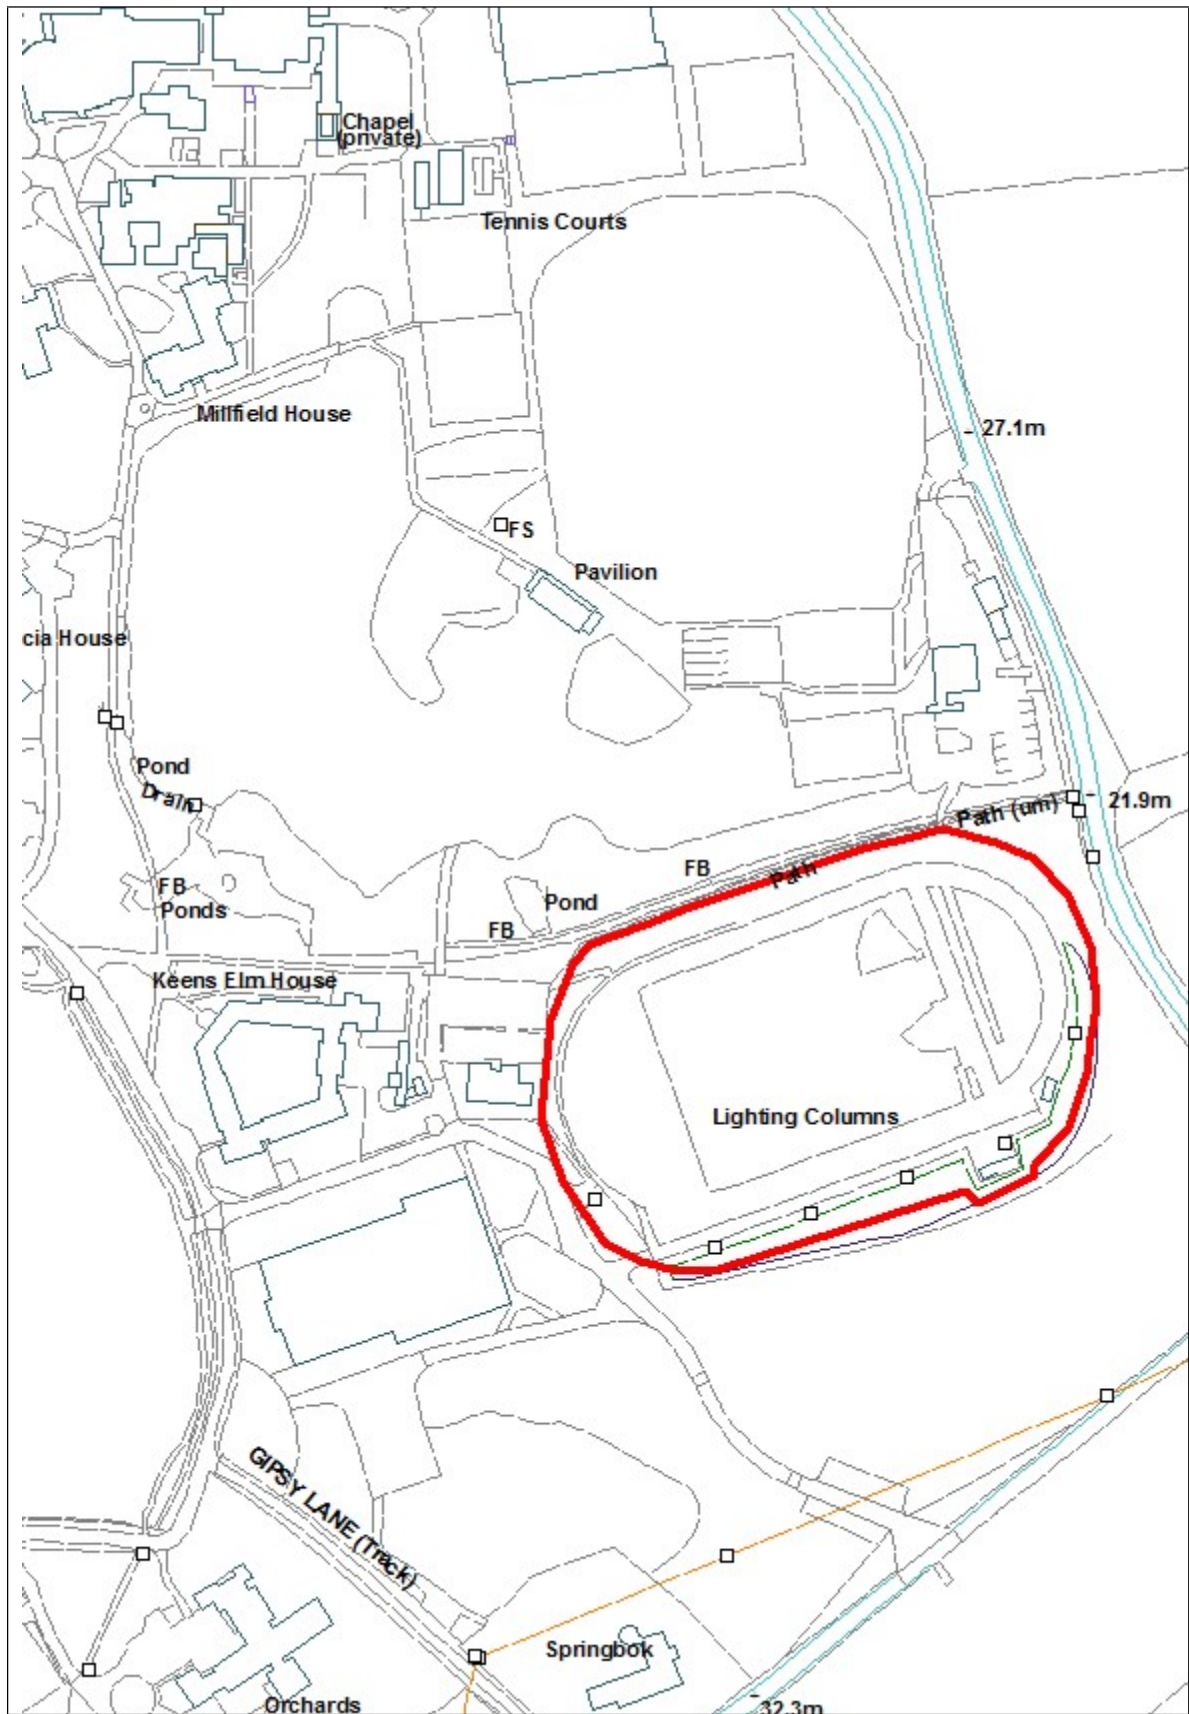 Chapel
(private)
Tennis Courts
Millfield House
27.1m
FS
Pavilion
cia House
Pond
Drain
21.9m
Path (um)
Path
FB
FB
Ponds
Pond
FB
Keens Elm House
Lighting Columns
GIPSY LANE (Track)
Springbok
Orchards
32.3m